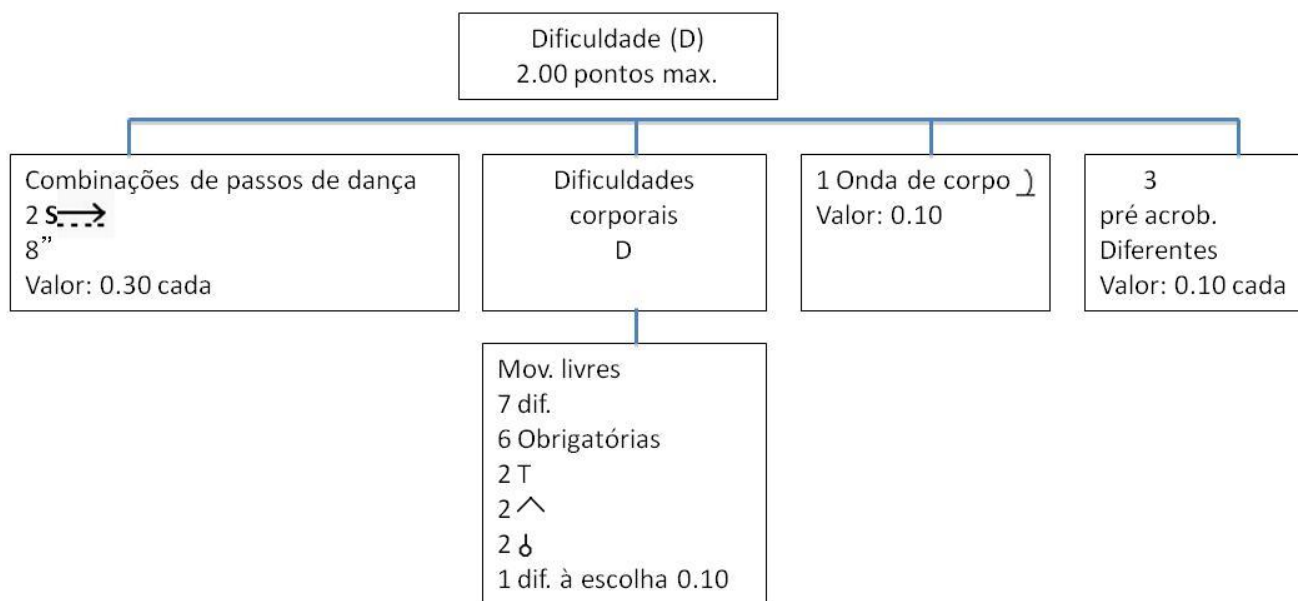 Dificuldade (D)
2.00 pontos max.
Combinações de passos de dança
2 S
8”
Valor: 0.30 cada
Dificuldades
corporais
D
1 Onda de corpo
Valor: 0.10
3
pré acrob.
Diferentes
Valor: 0.10 cada
Mov. livres
7 dif.
6 Obrigatórias
2 T
2
2
1 dif. à escolha 0.10